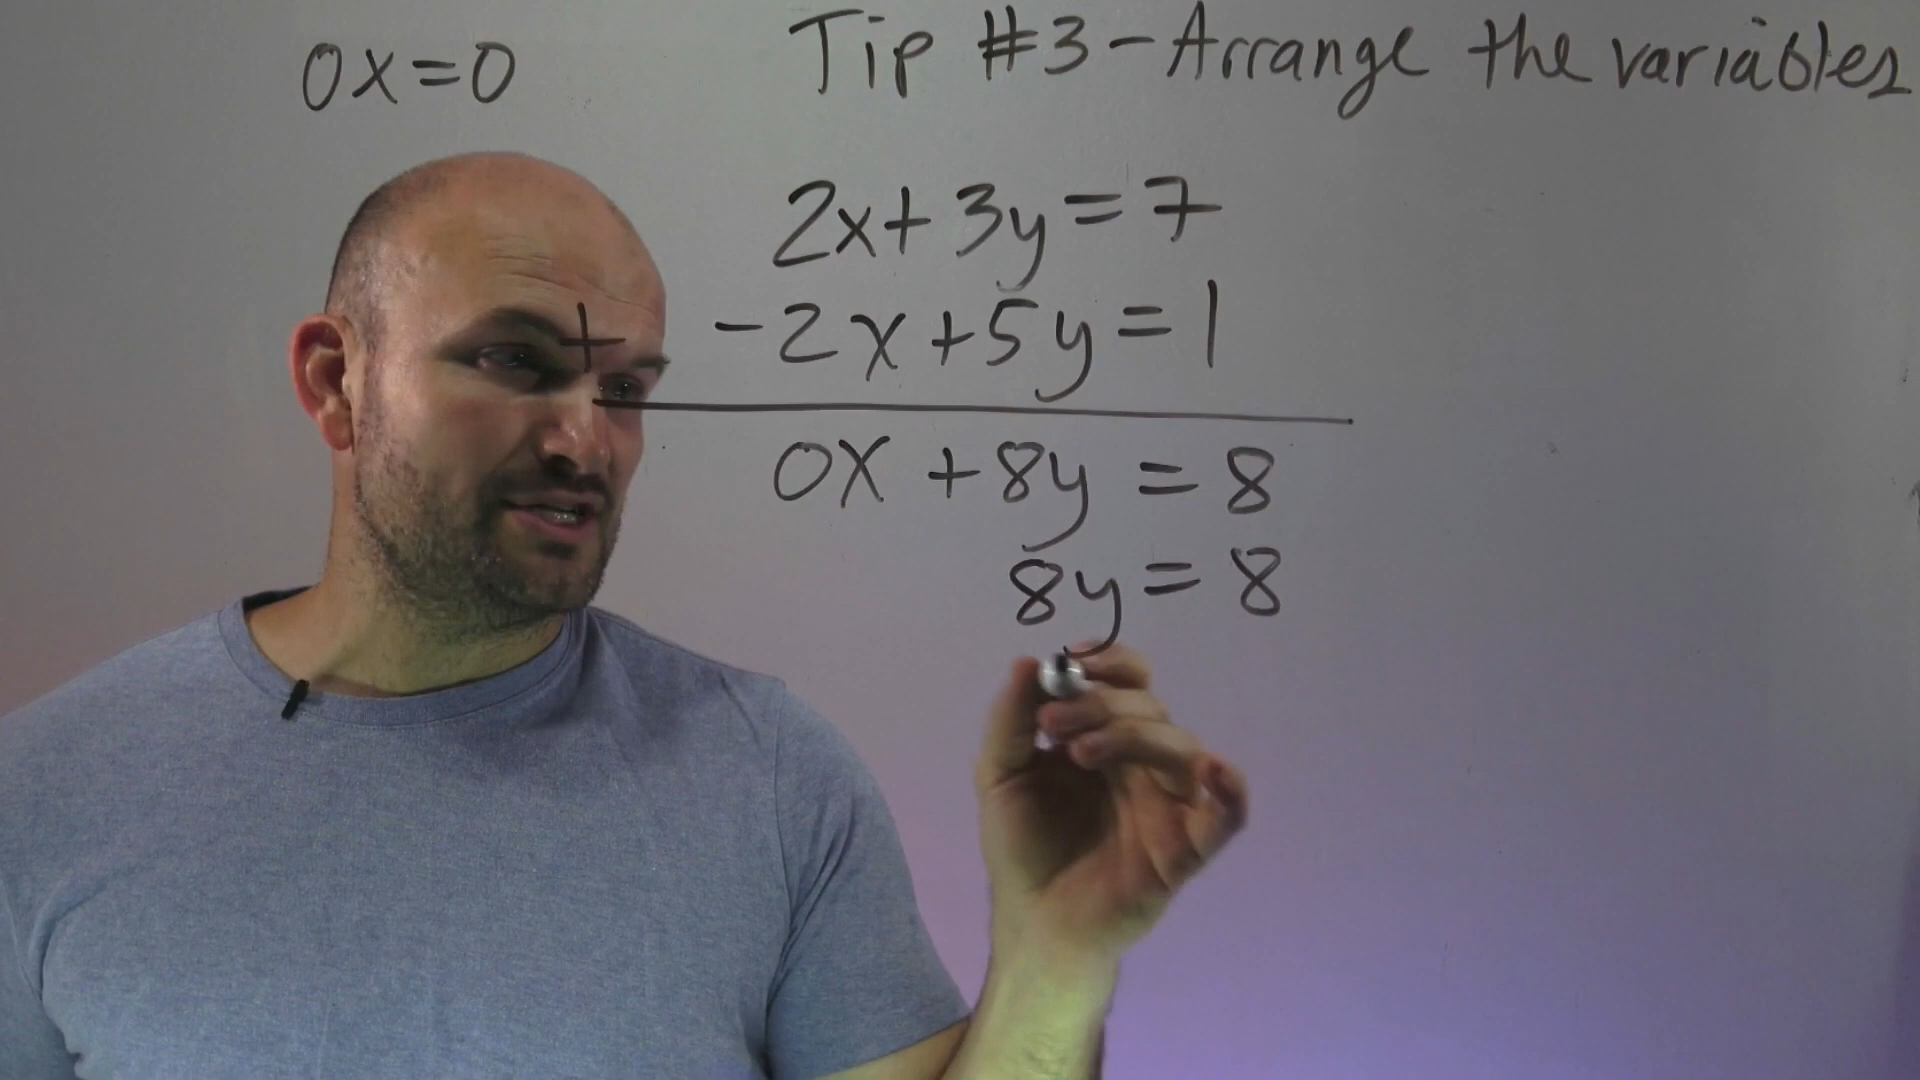 0x=0
Tip #3-Arrange the variables
2x+3y=7
+ -2x+5y=1
0x+8y=8
8y=8